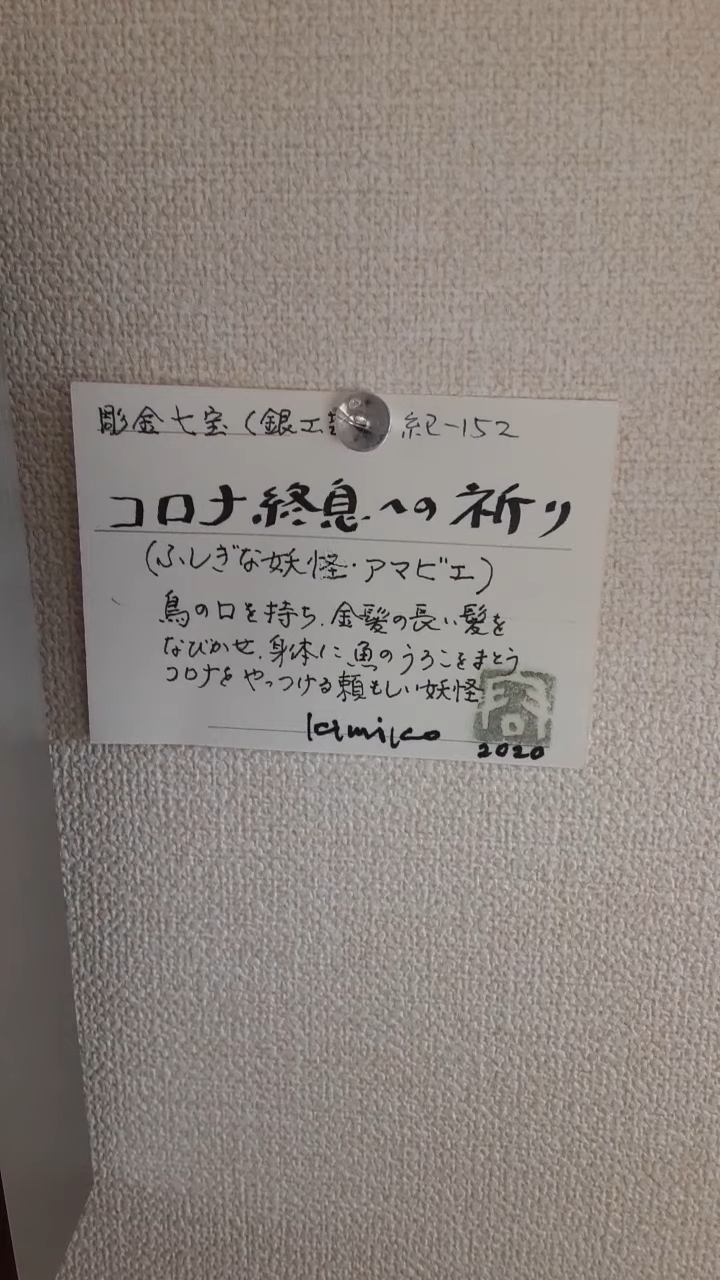 彫金七宝(銀工 紀-152
コロナ終息への祈り
(ふしぎな妖怪・アマビエ)
鳥の口を持ち、金髪の長い髪を
なびかせ、身体に魚のうろこをまとう
コロナをやっつける頼もしい妖怪
kimiko
2020